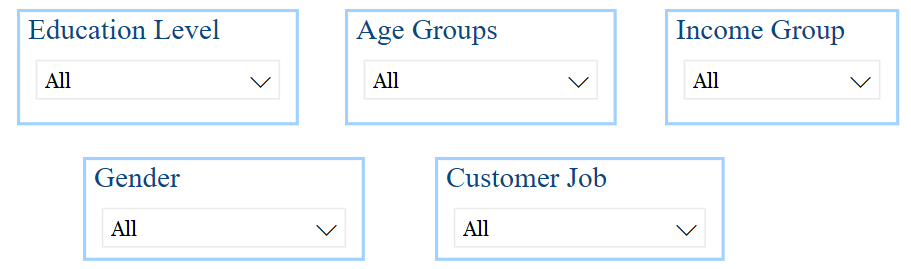 Education Level
All
Age Groups
All
Income Group
All
Gender
All
Customer Job
All